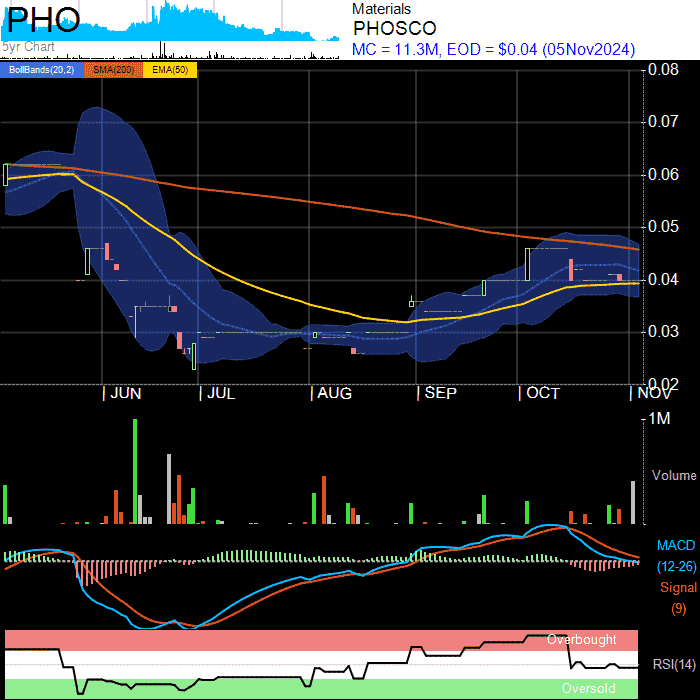 PHO
5yr Chart
Materials
PHOSCO
MC = 11.3M, EOD = $0.04 (05Nov2024)
BollBands(20,2) SMA(200) EMA(50)
0.08
0.07
0.06
0.05
0.04
0.03
0.02
| JUN | JUL | AUG | SEP | OCT | NOV
1M
Volume
MACD
(12-26)
Signal
(9)
Overbought
RSI(14)
Oversold